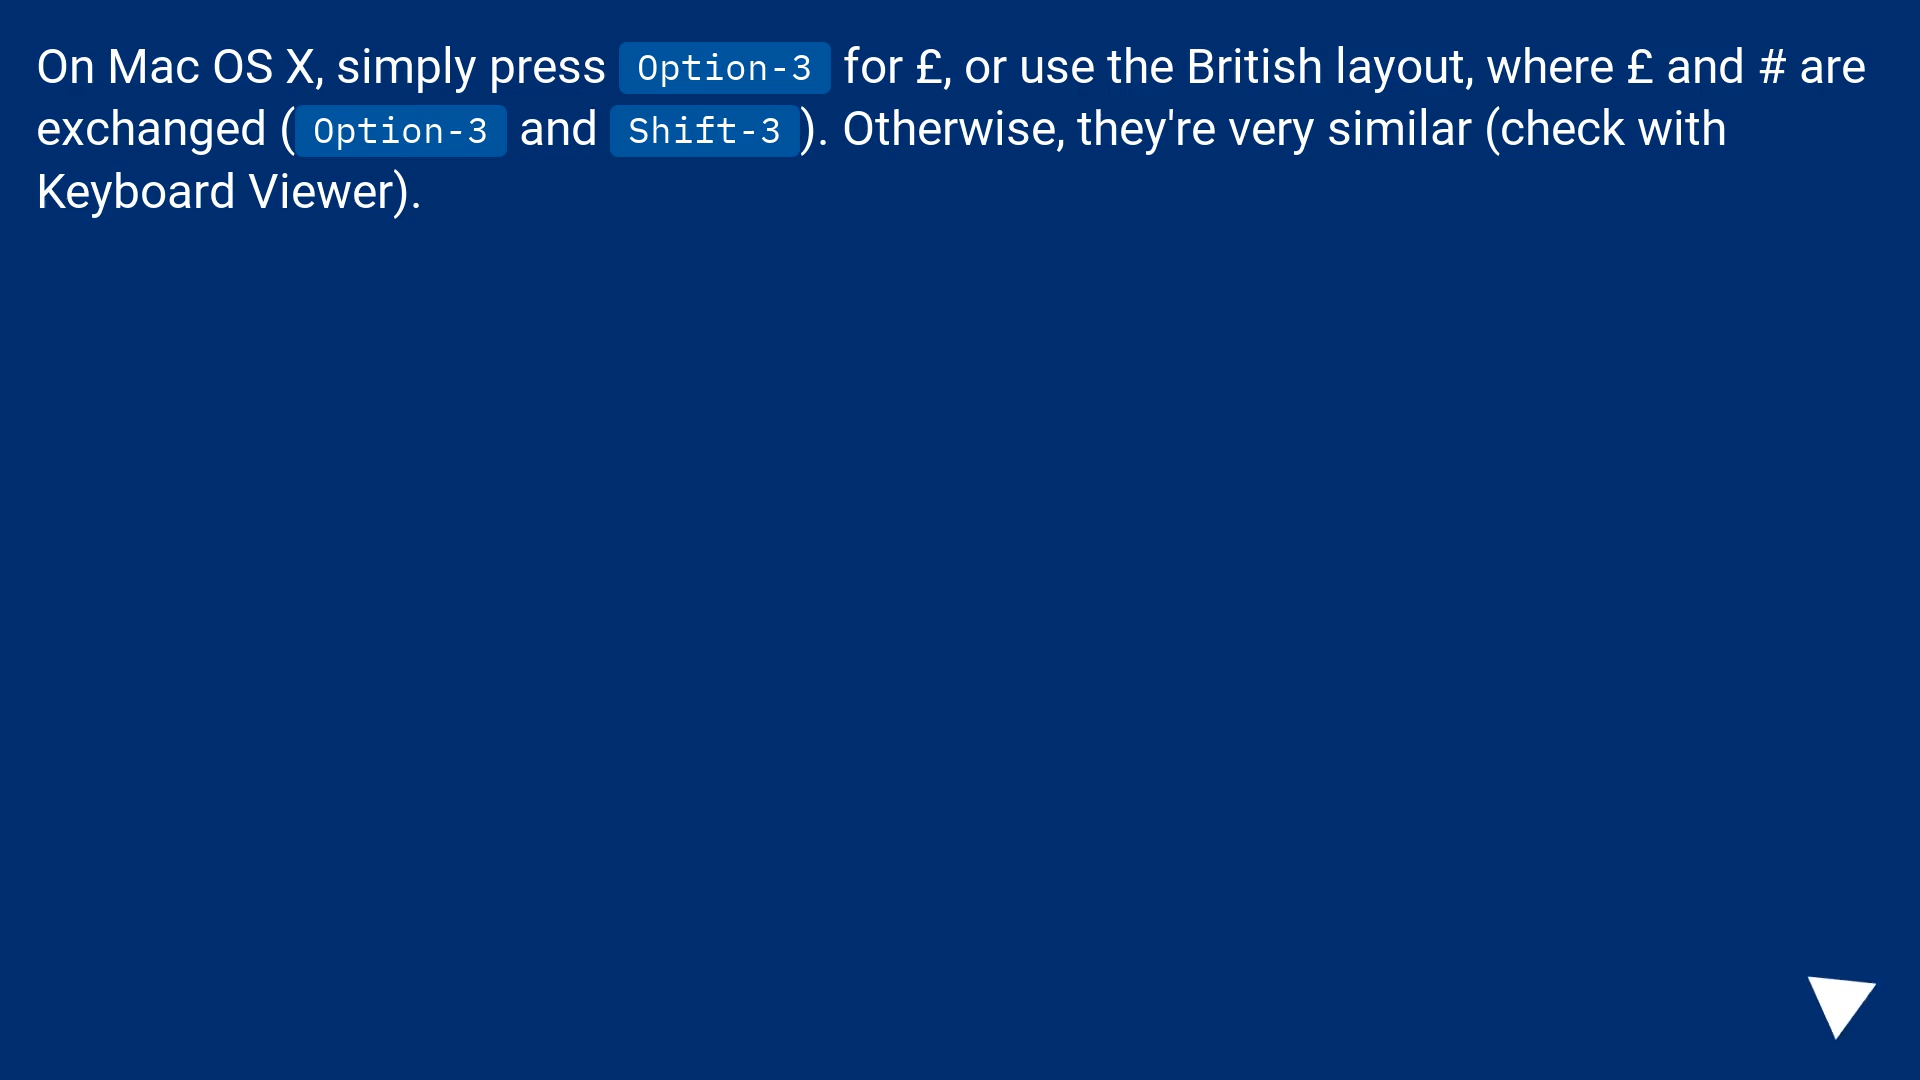 On Mac OS X, simply press Option-3 for £, or use the British layout, where £ and # are
exchanged (Option-3 and Shift-3). Otherwise, they're very similar (check with
Keyboard Viewer).